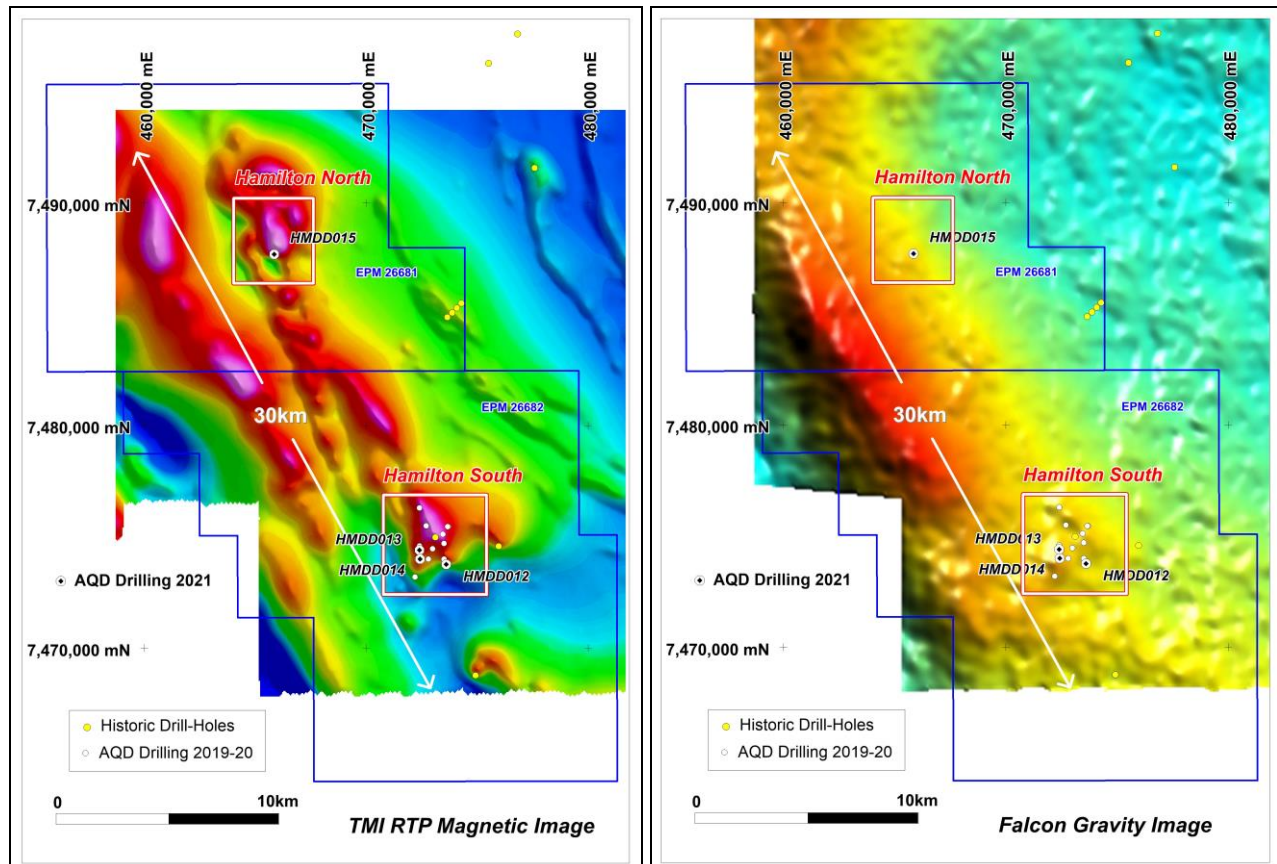 460,000 mE
470,000 mE
480,000 mE
Hamilton North
7,490,000 mN
HMDD015
EPM 26681
EPM 26682
30km
7,480,000 mN
Hamilton South
HMDD013
HMDD014
HMDD012
AQD Drilling 2021
7,470,000 mN
Historic Drill-Holes
AQD Drilling 2019-20
0 10km
TMI RTP Magnetic Image
460,000 mE
470,000 mE
480,000 mE
Hamilton North
7,490,000 mN
HMDD015
EPM 26681
EPM 26682
30km
7,480,000 mN
Hamilton South
HMDD013
HMDD014
HMDD012
AQD Drilling 2021
7,470,000 mN
Historic Drill-Holes
AQD Drilling 2019-20
0 10km
Falcon Gravity Image